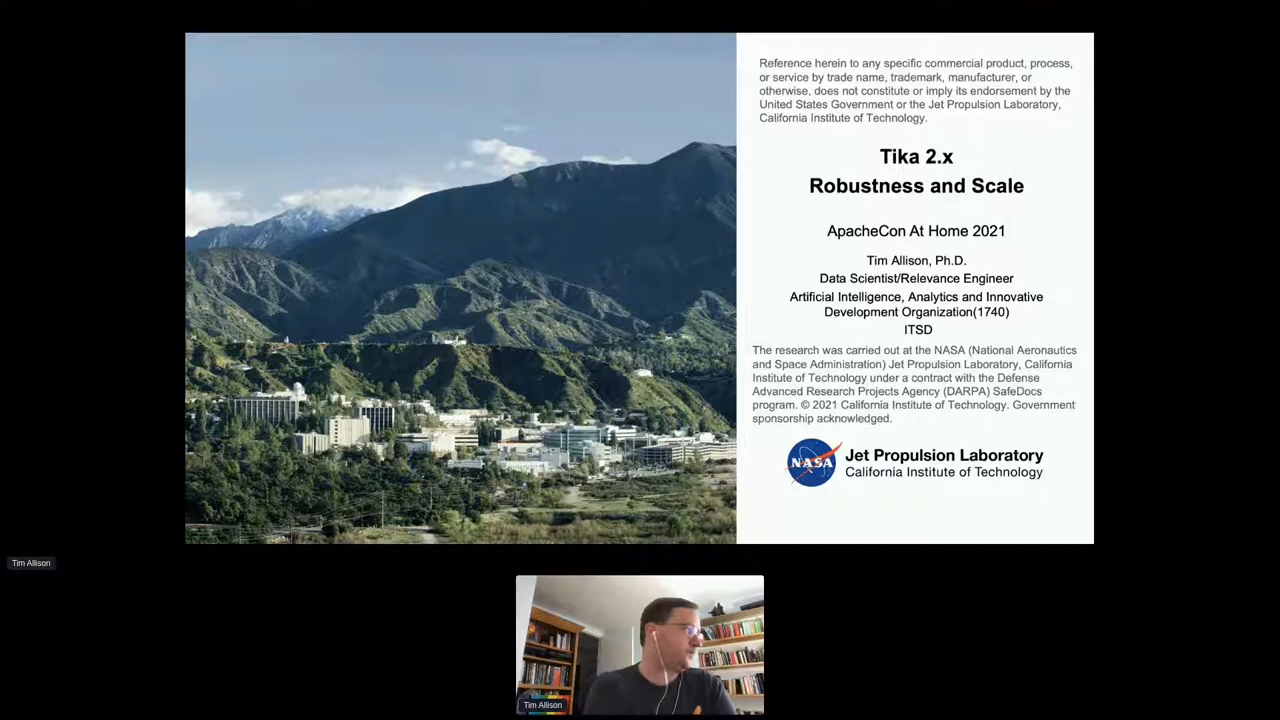 Reference herein to any specific commercial product, process,
or service by trade name, trademark, manufacturer, or
otherwise, does not constitute or imply its endorsement by the
United States Government or the Jet Propulsion Laboratory,
California Institute of Technology.
Tika 2.x
Robustness and Scale
ApacheCon At Home 2021
Tim Allison, Ph.D.
Data Scientist/Relevance Engineer
Artificial Intelligence, Analytics and Innovative
Development Organization(1740)
ITSD
The research was carried out at the NASA (National Aeronautics
and Space Administration) Jet Propulsion Laboratory, California
Institute of Technology under a contract with the Defense
Advanced Research Projects Agency (DARPA) SafeDocs
program. © 2021 California Institute of Technology. Government
sponsorship acknowledged.
NASA
Jet Propulsion Laboratory
California Institute of Technology
Tim Allison
Tim Allison